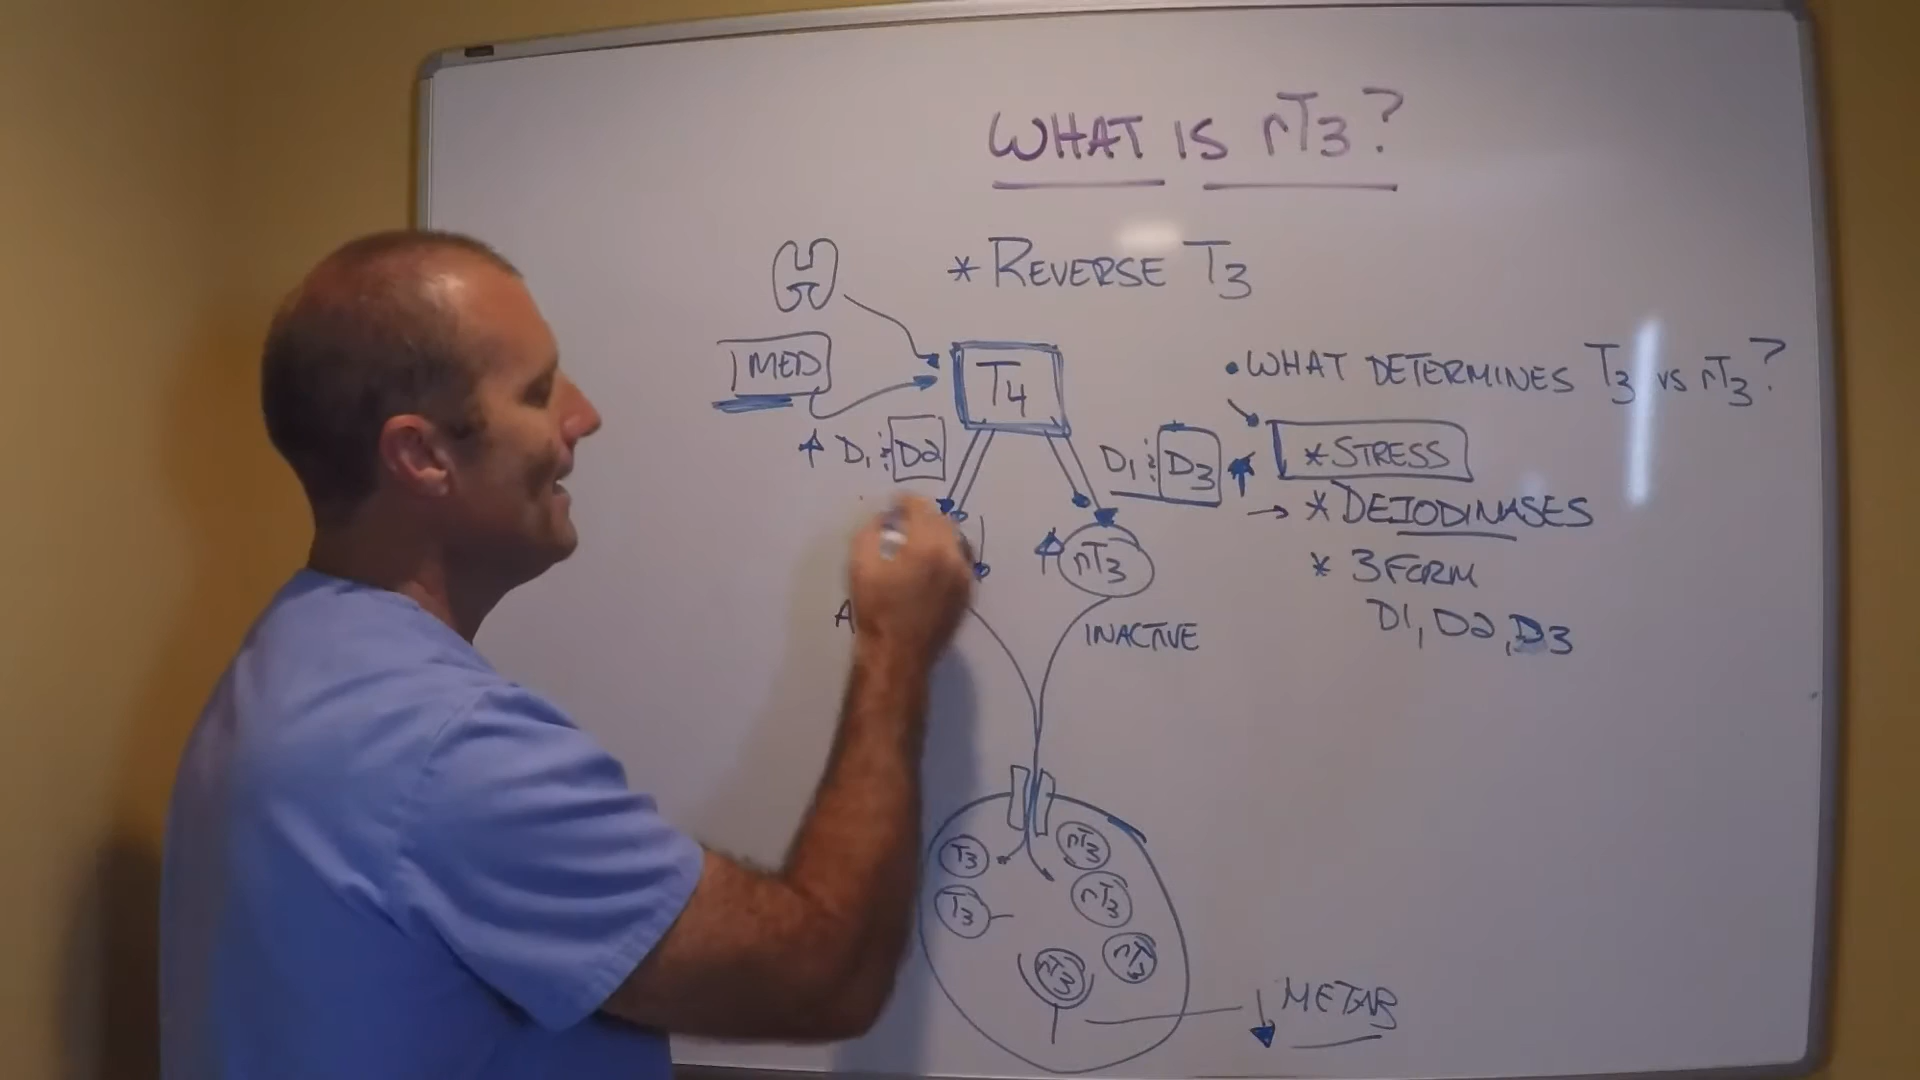 WHAT IS rT3?
* REVERSE T3
MED
T4
• WHAT DETERMINES T3 vs rT3?
D1 : D2
D1 : D3
* STRESS
→ * DEIODINASES
* 3 FORM
D1, D2, D3
rT3
INACTIVE
T3
rT3
T3
rT3
rT3
rT3
↓ METAB